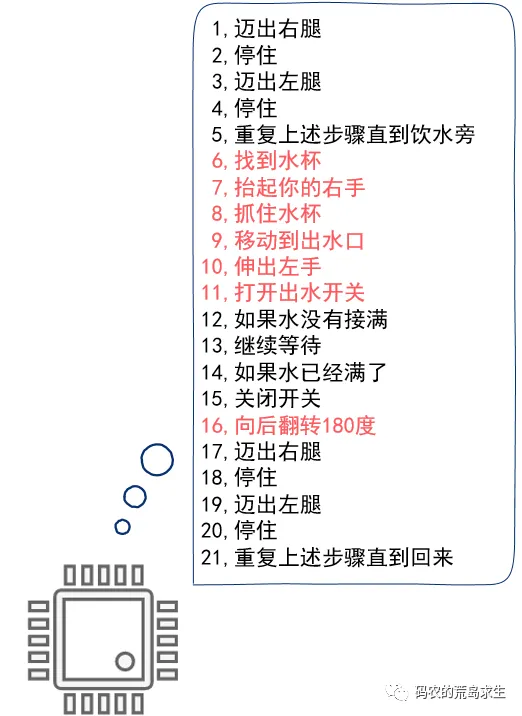 1,迈出右腿
2,停住
3,迈出左腿
4,停住
5,重复上述步骤直到饮水旁
6,找到水杯
7,抬起你的右手
8,抓住水杯
9,移动到出水口
10,伸出左手
11,打开出水开关
12,如果水没有接满
13,继续等待
14,如果水已经满了
15,关闭开关
16,向后翻转180度
17,迈出右腿
18,停住
19,迈出左腿
20,停住
21,重复上述步骤直到回来
码农的荒岛求生